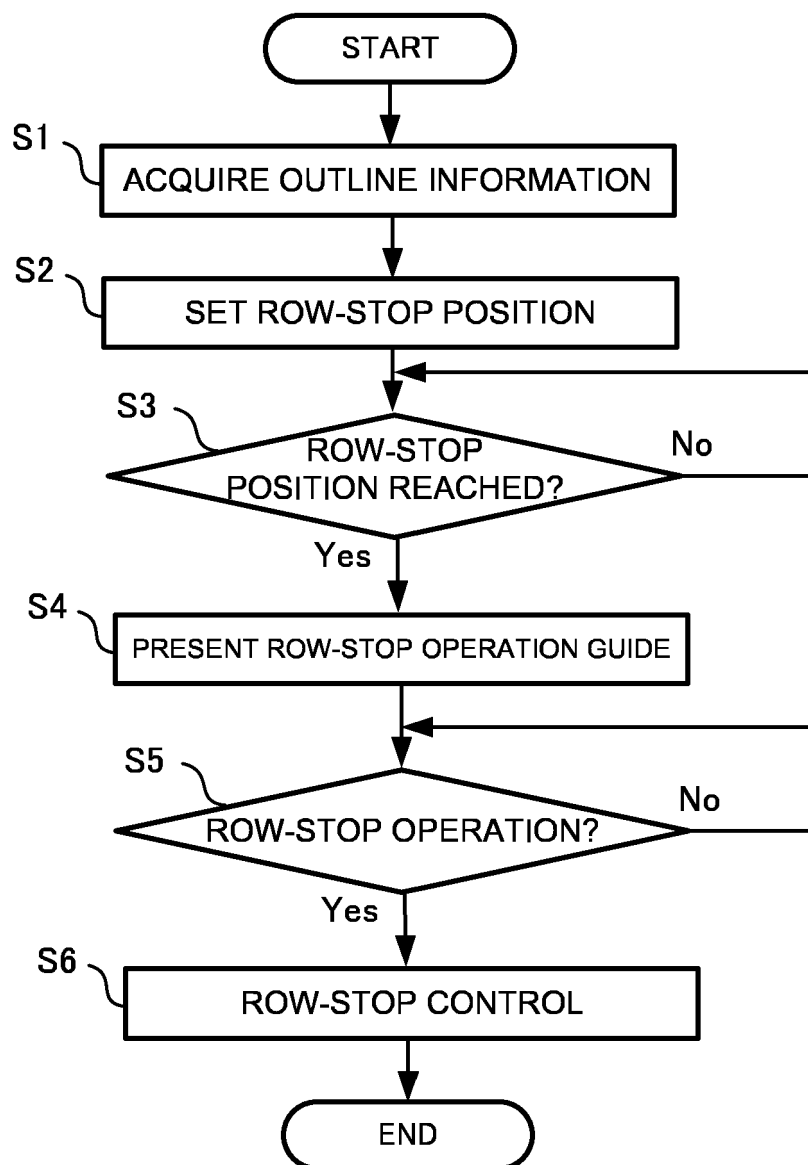 START
S1
ACQUIRE OUTLINE INFORMATION
S2
SET ROW-STOP POSITION
S3
ROW-STOP
POSITION REACHED?
No
Yes
S4
PRESENT ROW-STOP OPERATION GUIDE
S5
ROW-STOP OPERATION?
No
Yes
S6
ROW-STOP CONTROL
END